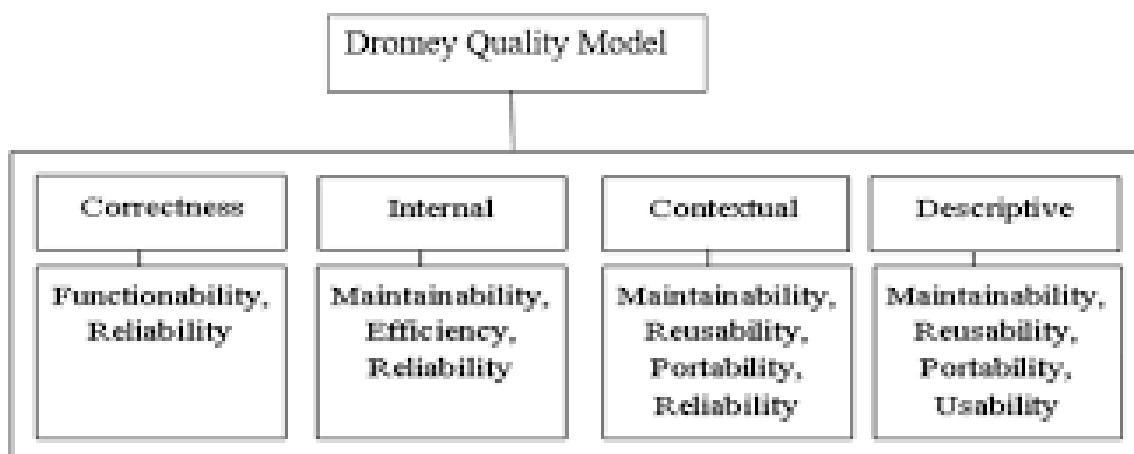 Dromey Quality Model
Correctness
Internal
Contextual
Descriptive
Functionability,
Reliability
Maintainability,
Efficiency,
Reliability
Maintainability,
Reusability,
Portability,
Reliability
Maintainability,
Reusability,
Portability,
Usability